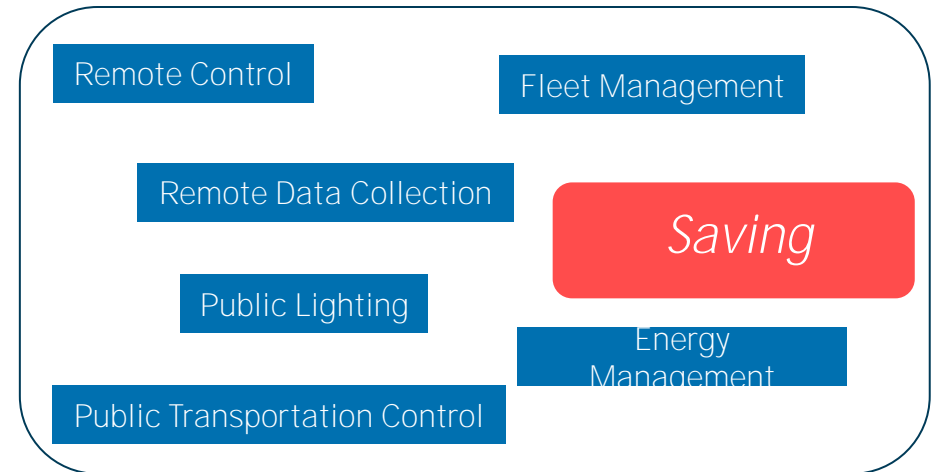 Remote Control
Fleet Management
Remote Data Collection
Saving
Public Lighting
Energy
Management
Public Transportation Control